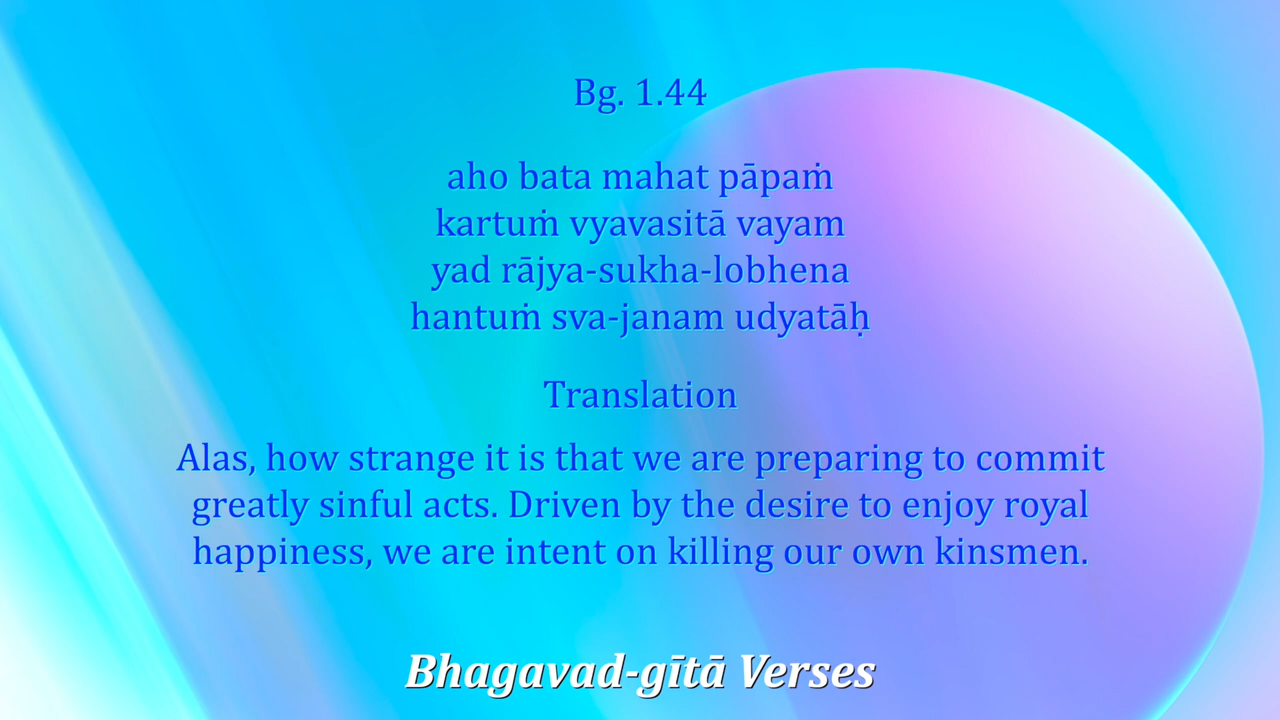 Bg. 1.44
aho bata mahat pāpaṁ
kartuṁ vyavasitā vayam
yad rājya-sukha-lobhena
hantuṁ sva-janam udyatāḥ
Translation
Alas, how strange it is that we are preparing to commit
greatly sinful acts. Driven by the desire to enjoy royal
happiness, we are intent on killing our own kinsmen.
Bhagavad-gītā Verses